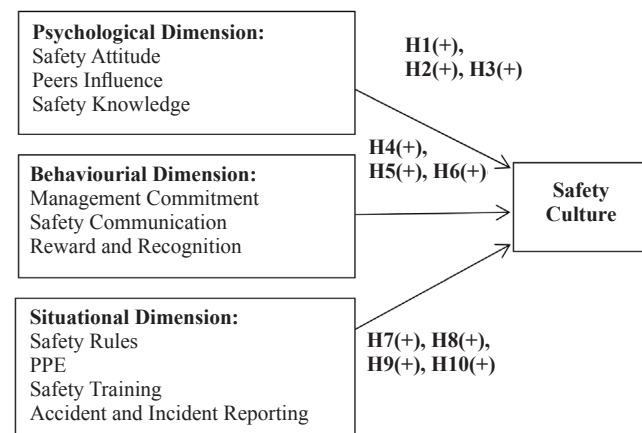 Psychological Dimension:
Safety Attitude
Peers Influence
Safety Knowledge
H1(+),
H2(+), H3(+)
Behaviourial Dimension:
Management Commitment
Safety Communication
Reward and Recognition
H4(+),
H5(+), H6(+)
Situational Dimension:
Safety Rules
PPE
Safety Training
Accident and Incident Reporting
H7(+), H8(+),
H9(+), H10(+)
Safety
Culture